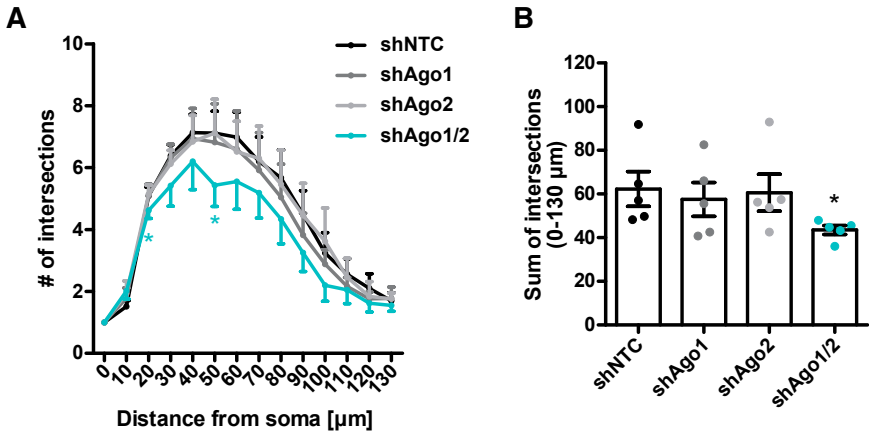 A
# of intersections
10
8
6
4
2
0
0
10
20
30
40
50
60
70
80
90
100
110
120
130
Distance from soma [µm]
shNTC
shAgo1
shAgo2
shAgo1/2
*
*
B
Sum of intersections
(0-130 µm)
120
100
80
60
40
20
0
*
shNTC
shAgo1
shAgo2
shAgo1/2